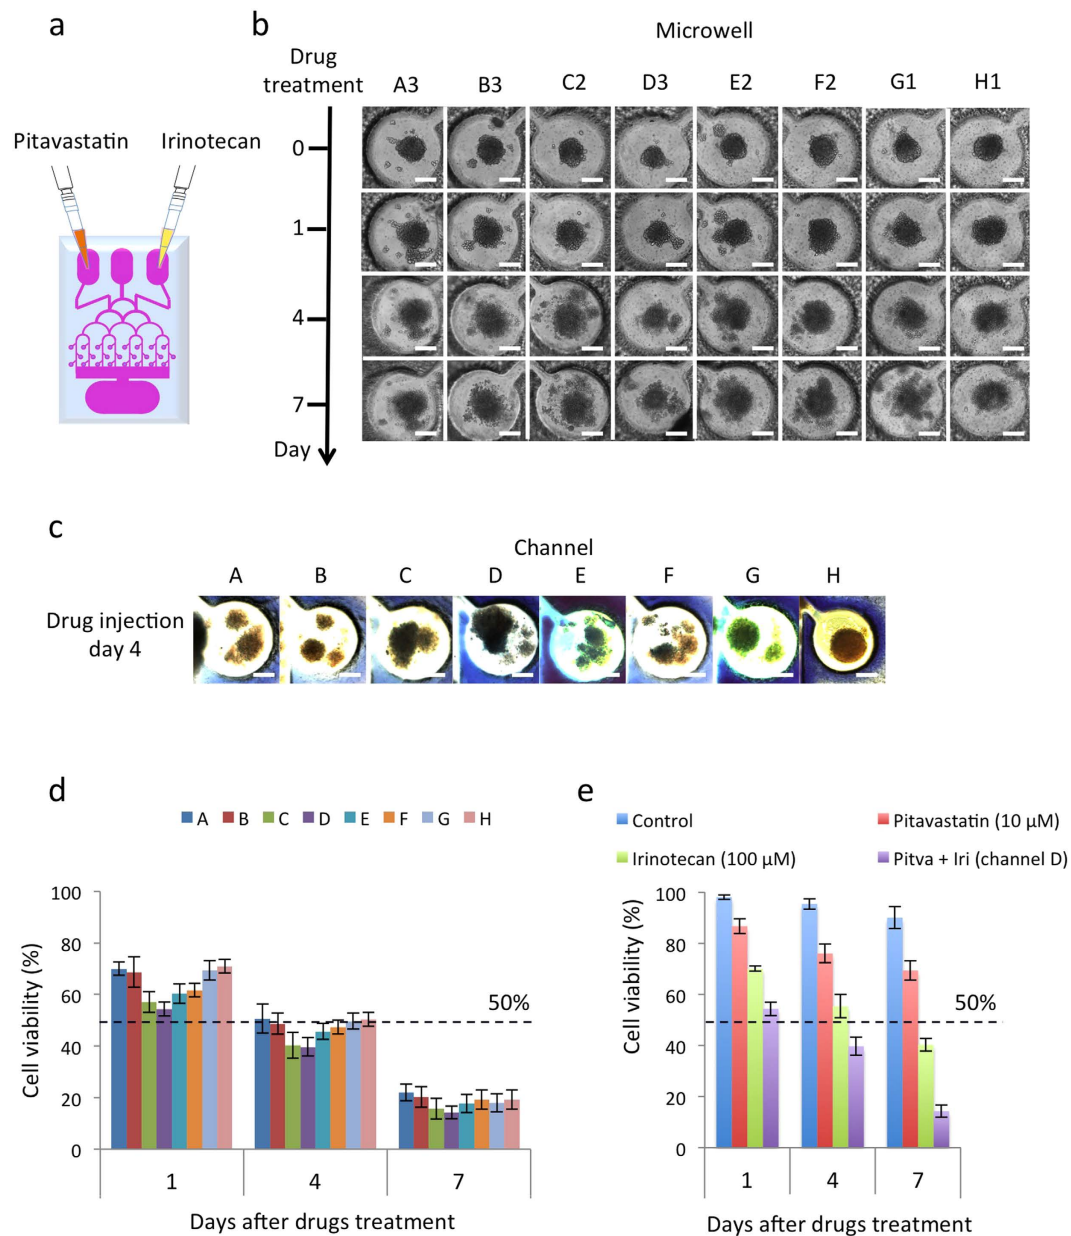 a
Pitavastatin
Irinotecan
b
Microwell
Drug
treatment
A3 B3 C2 D3 E2 F2 G1 H1
0
1
4
7
Day
c
Channel
A B C D E F G H
Drug injection
day 4
d
A B C D E F G H
Cell viability (%)
100
80
60
40
20
0
50%
1 4 7
Days after drugs treatment
e
Control
Pitavastatin (10 μM)
Irinotecan (100 μM)
Pitva + Iri (channel D)
Cell viability (%)
100
80
60
40
20
0
50%
1 4 7
Days after drugs treatment